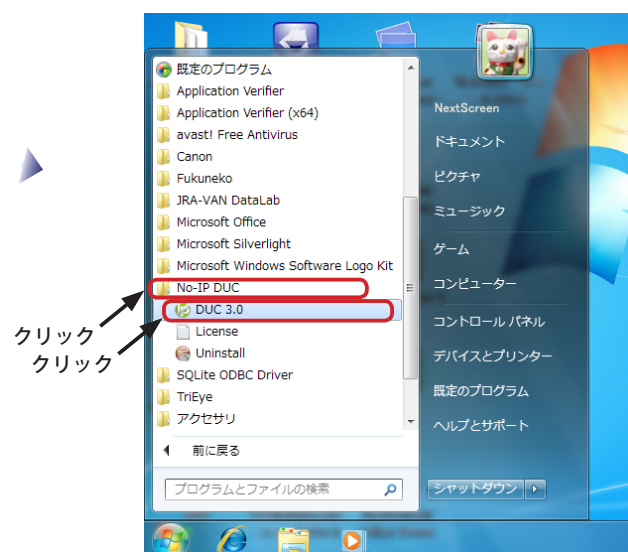 既定のプログラム
Application Verifier
Application Verifier (x64)
avast! Free Antivirus
Canon
Fukuneko
JRA-VAN DataLab
Microsoft Office
Microsoft Silverlight
Microsoft Windows Software Logo Kit
No-IP DUC
DUC 3.0
License
Uninstall
SQLite ODBC Driver
TriEye
アクセサリ
前に戻る
プログラムとファイルの検索
NextScreen
ドキュメント
ピクチャ
ミュージック
ゲーム
コンピューター
コントロール パネル
デバイスとプリンター
既定のプログラム
ヘルプとサポート
シャットダウン
クリック
クリック